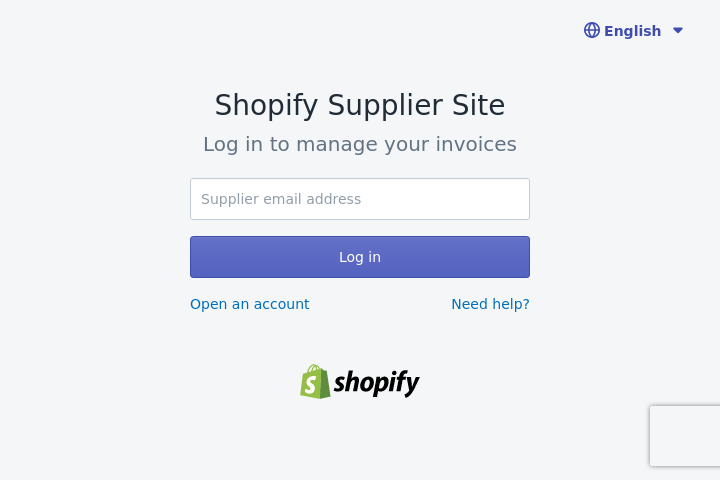 English
Shopify Supplier Site
Log in to manage your invoices
Supplier email address
Log in
Open an account
Need help?
shopify